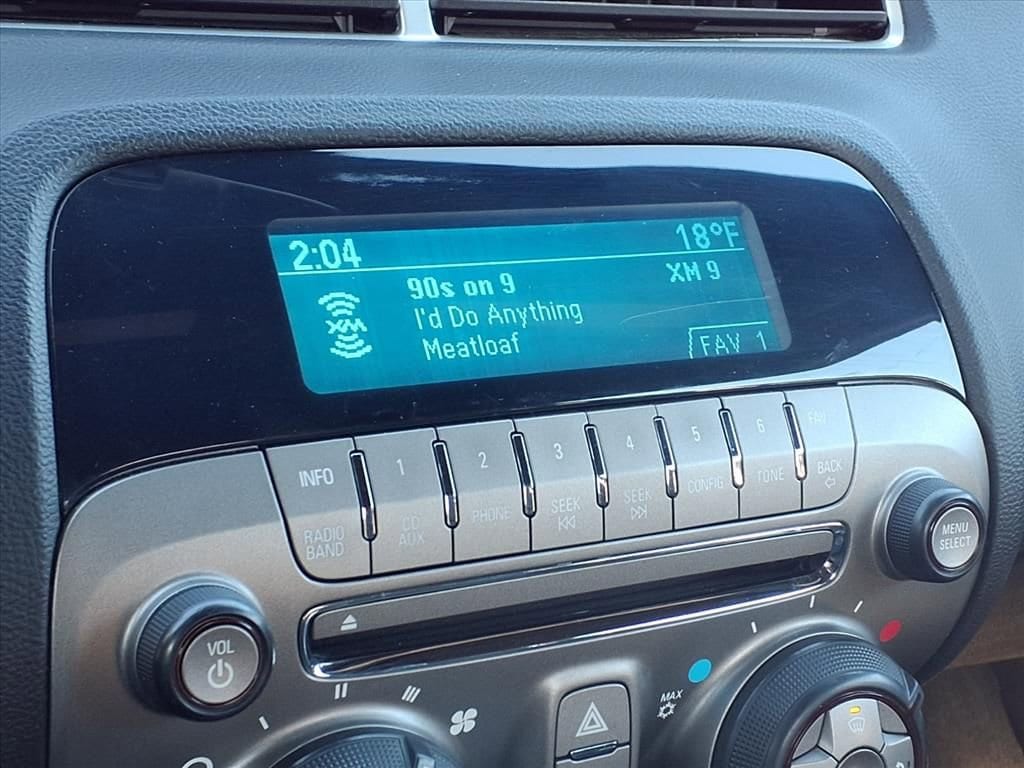 2:04 18°F
90s on 9 XM 9
XM
I'd Do Anything
Meatloaf
FAV 1
INFO 1 2 3 4 5 6 FAV
RADIO BAND CD AUX PHONE SEEK SEEK CONFIG TONE BACK
MENU SELECT
VOL
MAX